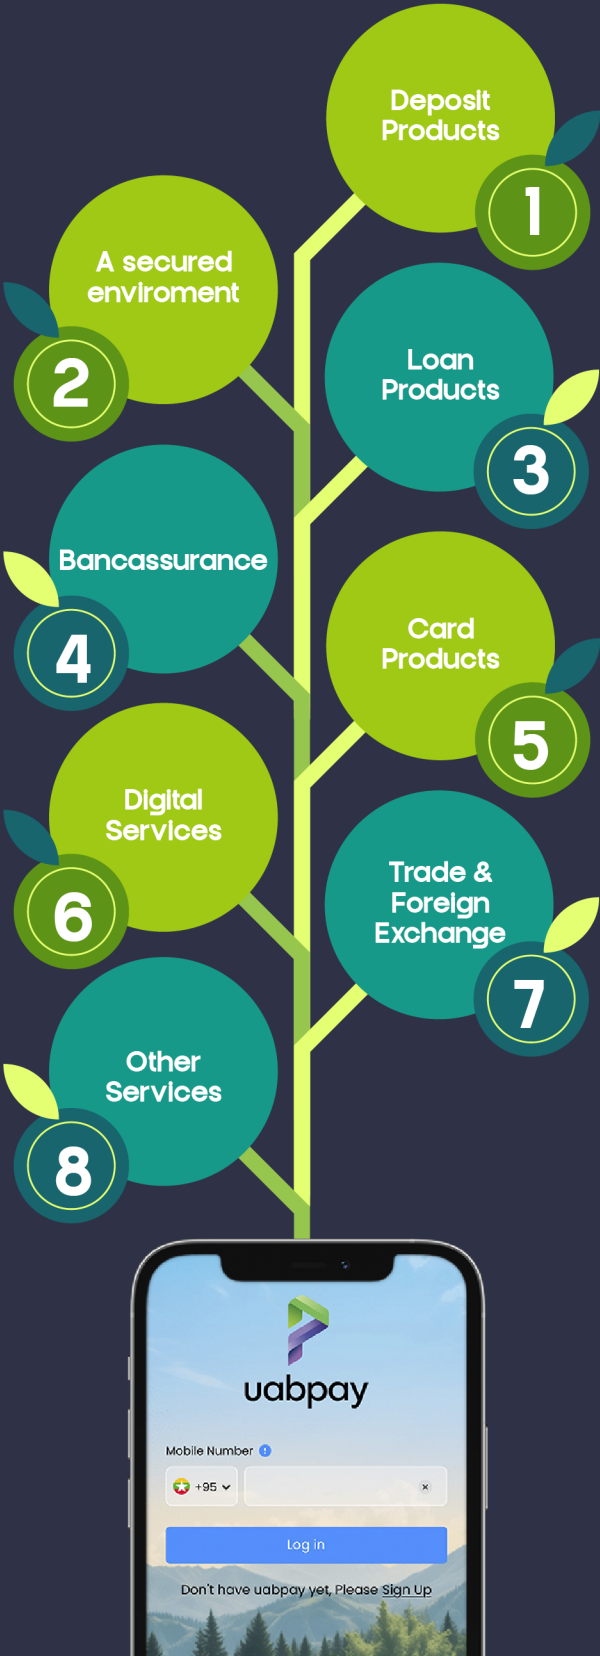 Deposit
Products
1
A secured
enviroment
2
Loan
Products
3
Bancassurance
4
Card
Products
5
Digital
Services
6
Trade &
Foreign
Exchange
7
Other
Services
8
uabpay
Mobile Number !
+95
×
Log in
Don't have uabpay yet, Please Sign Up